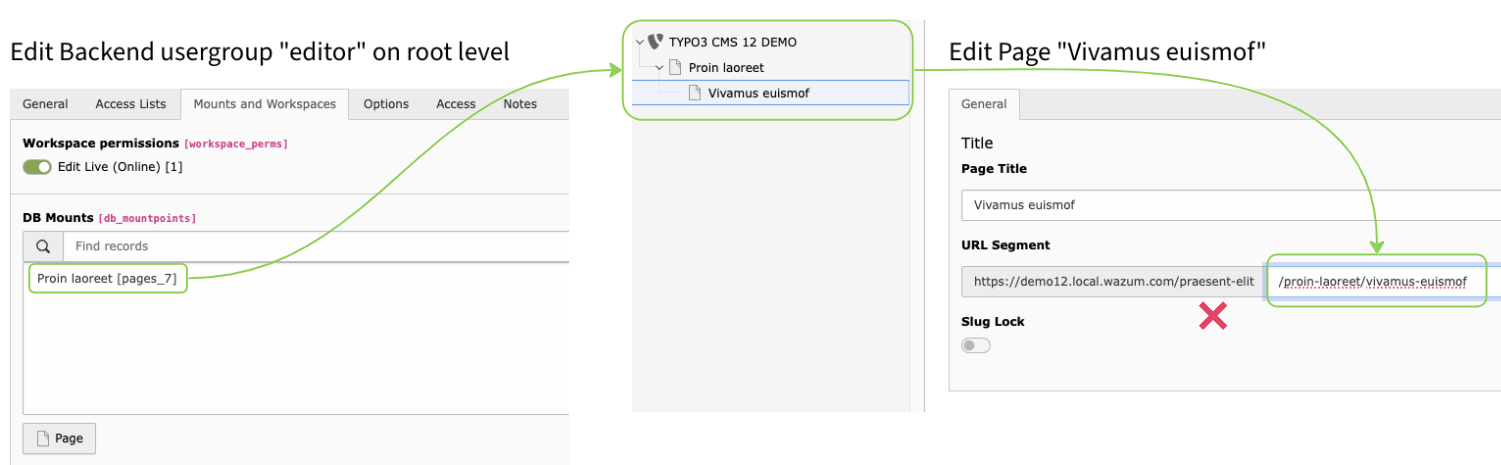 Edit Backend usergroup "editor" on root level
General Access Lists Mounts and Workspaces Options Access Notes
Workspace permissions [workspace_perms]
Edit Live (Online) [1]
DB Mounts [db_mountpoints]
Find records
Proin laoreet [pages_7]
Page
TYPO3 CMS 12 DEMO
Proin laoreet
Vivamus euismof
Edit Page "Vivamus euismof"
General
Title
Page Title
Vivamus euismof
URL Segment
https://demo12.local.wazum.com/praesent-elit /proin-laoreet/vivamus-euismof
Slug Lock